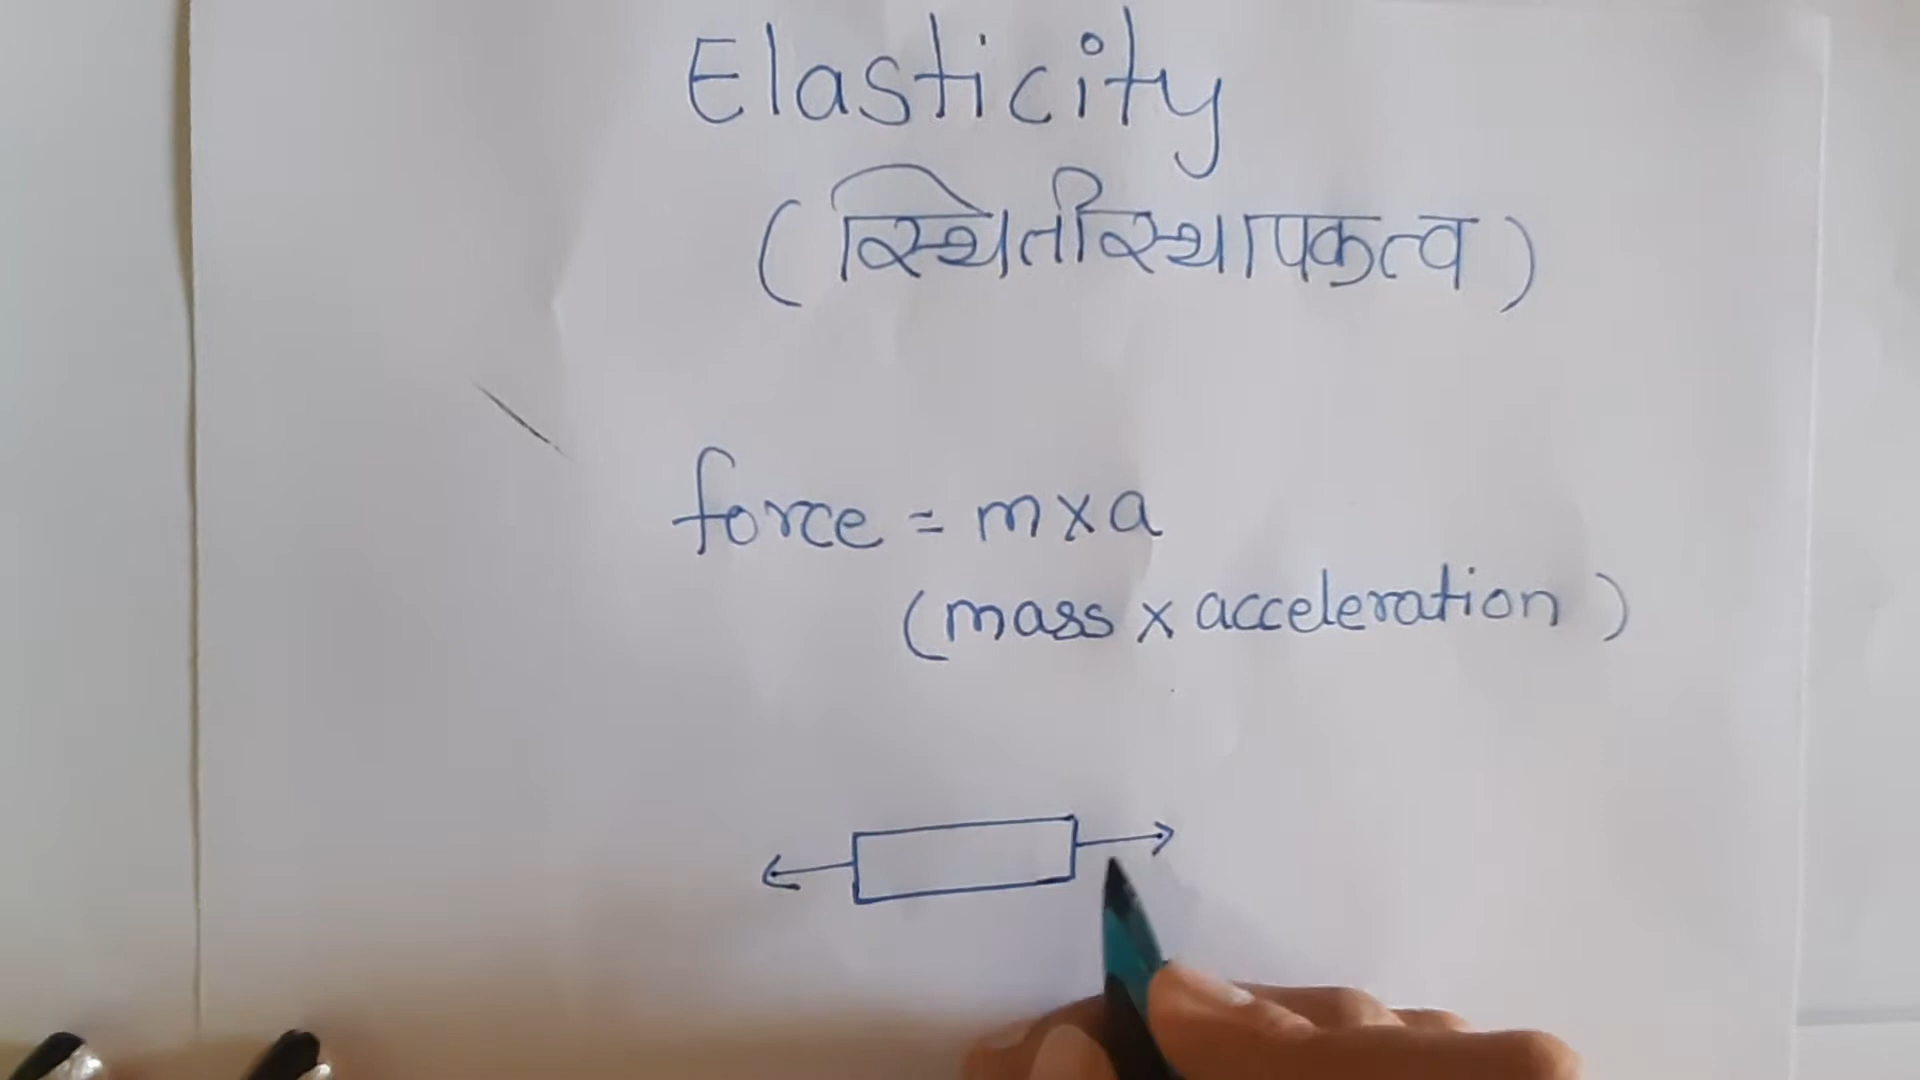 Elasticity
(स्थितीस्थापकत्व)
force = m×a
(mass × acceleration)